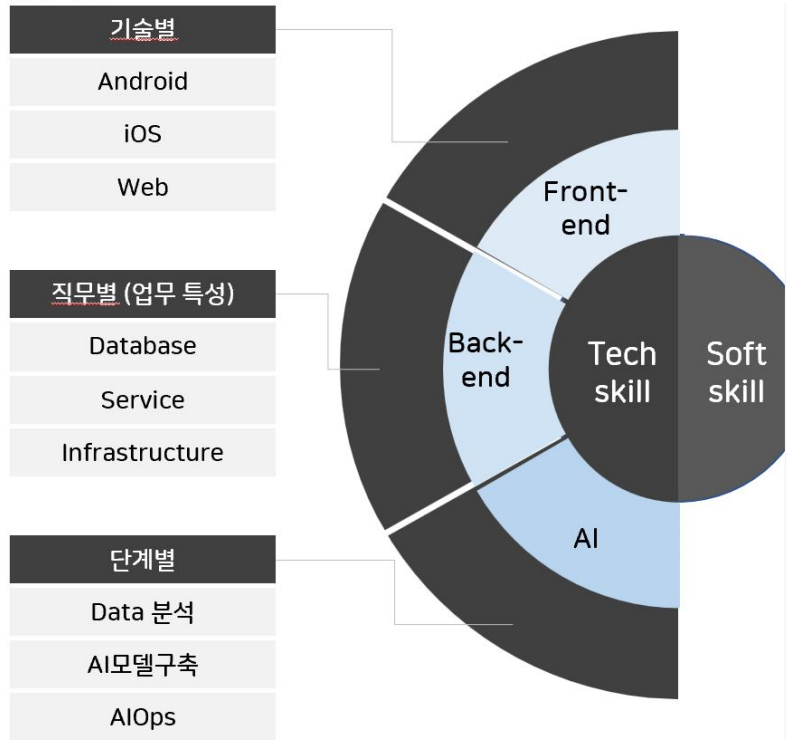 기술별
Android
iOS
Web
직무별 (업무 특성)
Database
Service
Infrastructure
단계별
Data 분석
AI모델구축
AIOps
Front-
end
Back-
end
AI
Tech
skill
Soft
skill